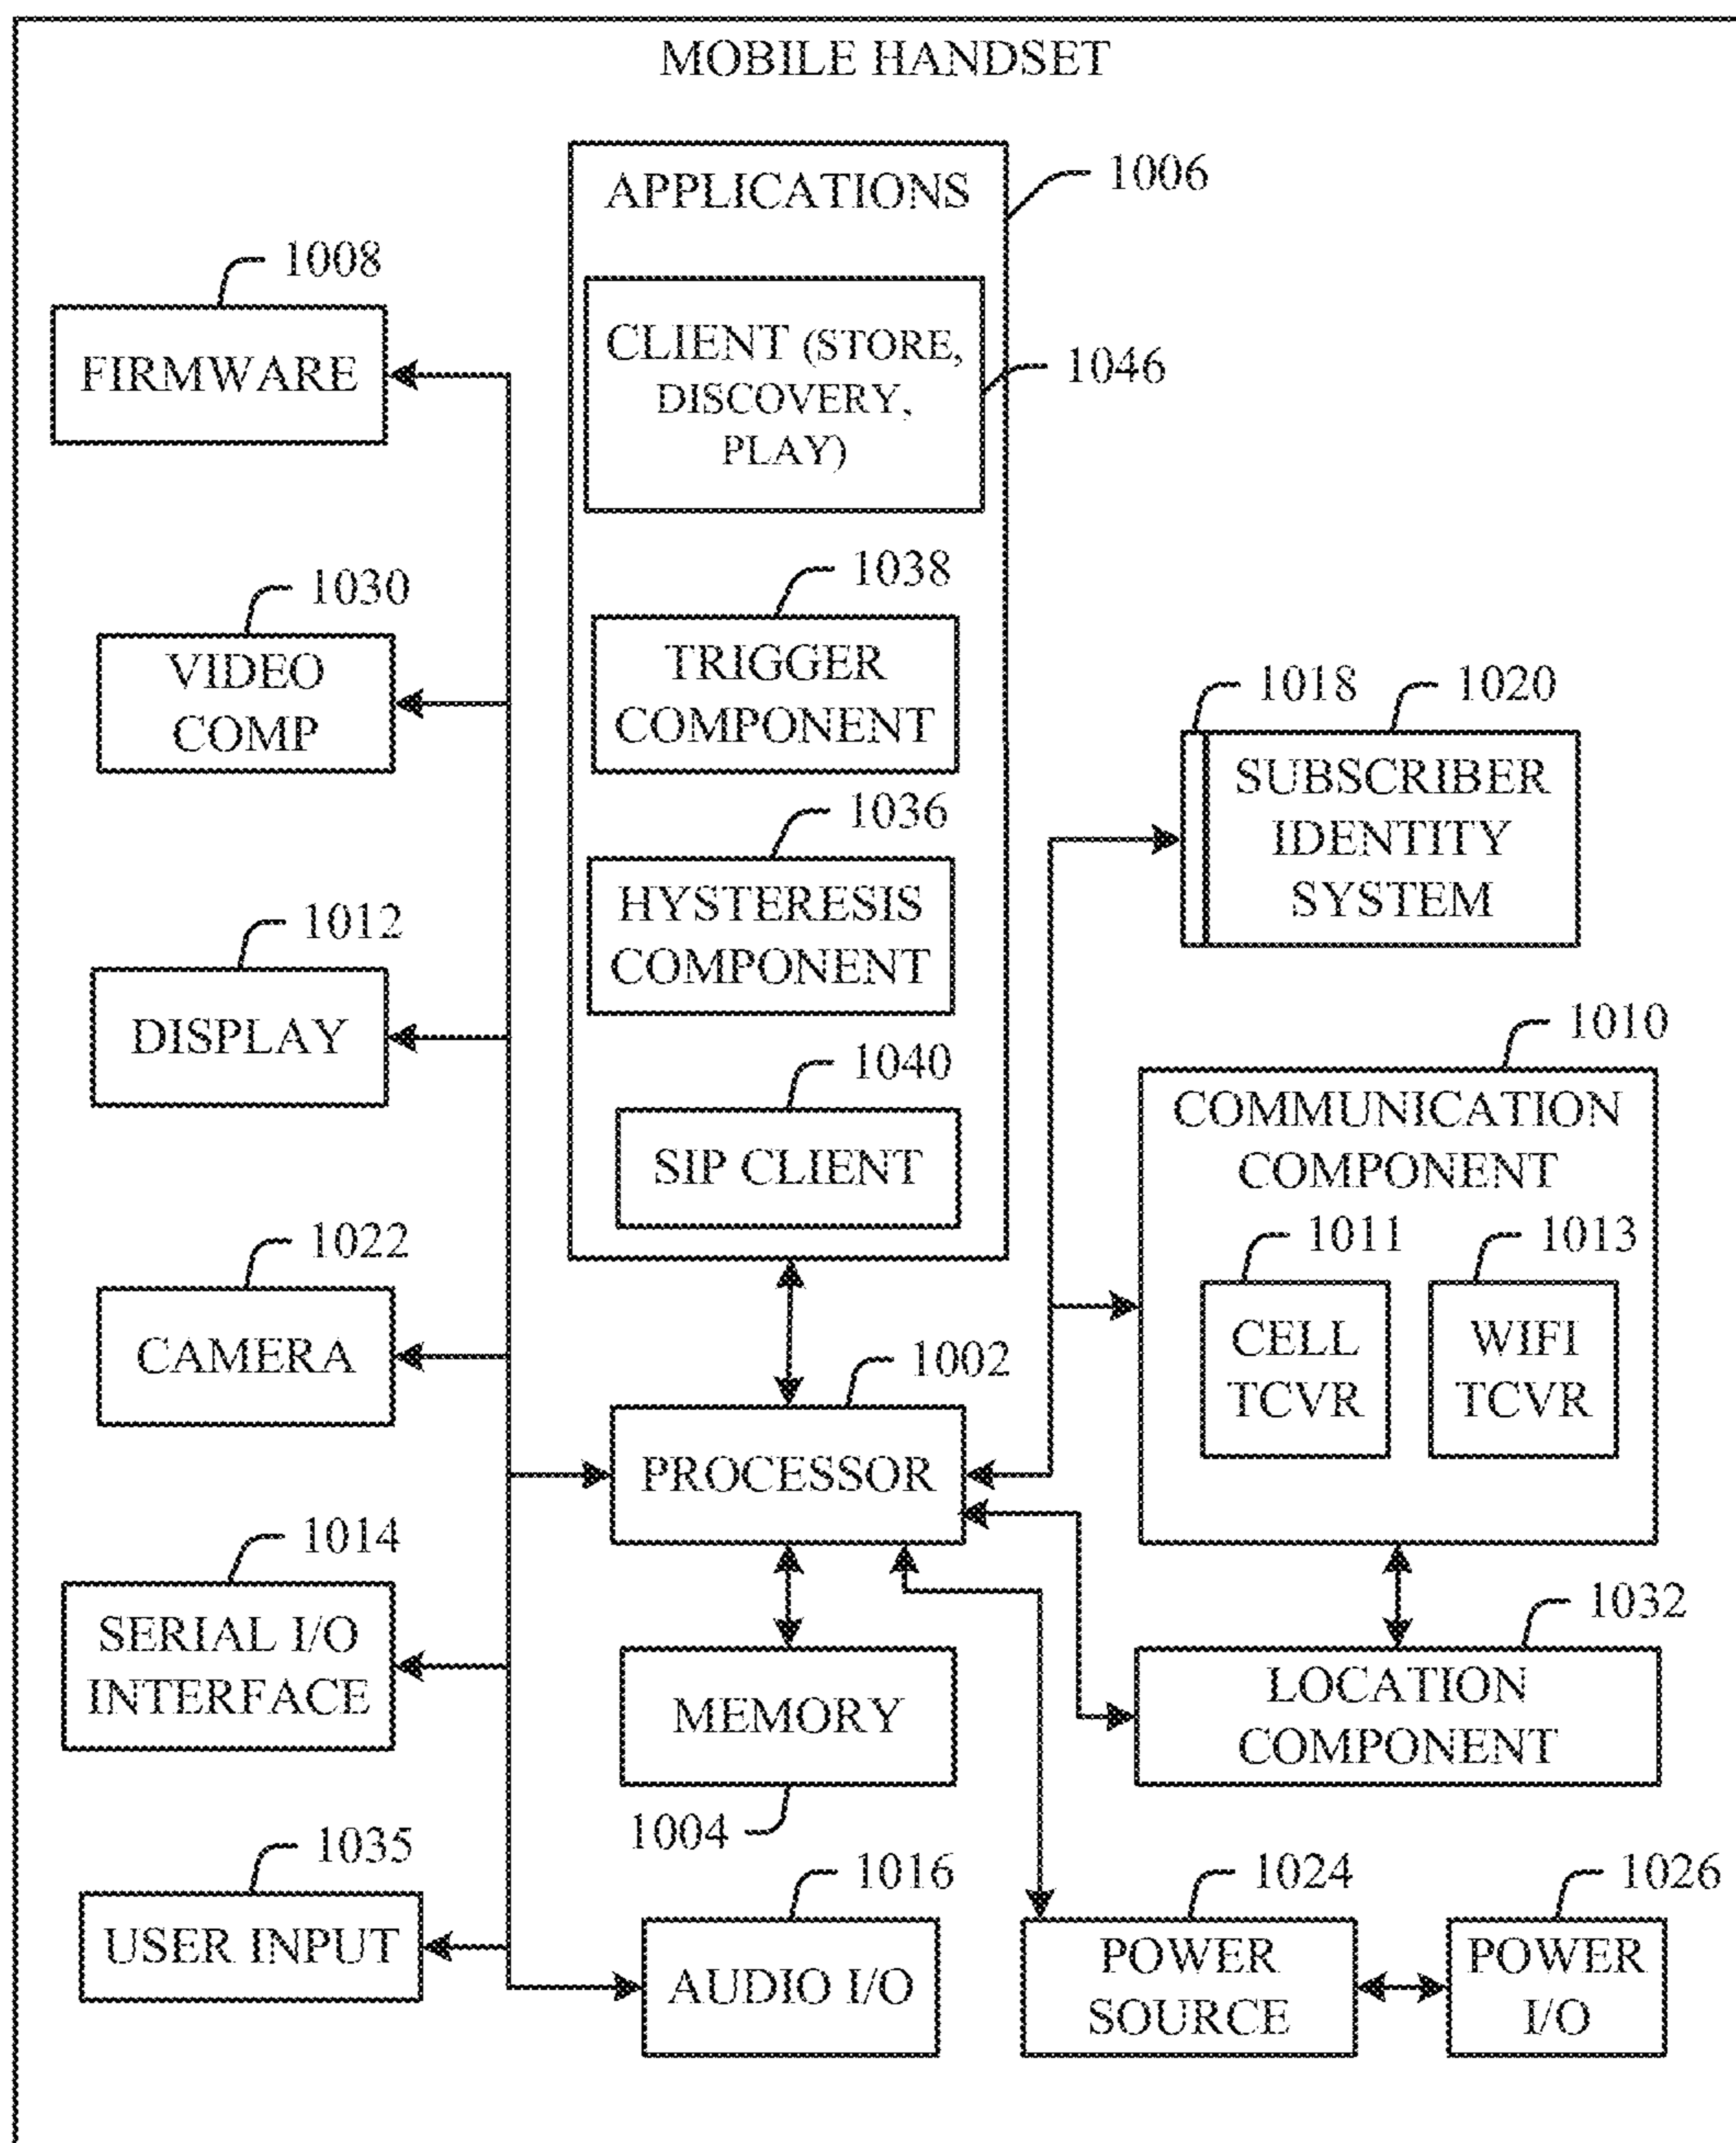 MOBILE HANDSET
APPLICATIONS
1006
1008
FIRMWARE
CLIENT (STORE,
DISCOVERY,
PLAY)
1046
1030
VIDEO
COMP
1038
TRIGGER
COMPONENT
1018
1020
SUBSCRIBER
IDENTITY
SYSTEM
1036
HYSTERESIS
COMPONENT
1012
DISPLAY
1040
SIP CLIENT
1010
COMMUNICATION
COMPONENT
1011
CELL
TCVR
1013
WIFI
TCVR
1022
CAMERA
1002
PROCESSOR
1014
SERIAL I/O
INTERFACE
MEMORY
1004
1032
LOCATION
COMPONENT
1035
USER INPUT
1016
AUDIO I/O
1024
POWER
SOURCE
1026
POWER
I/O